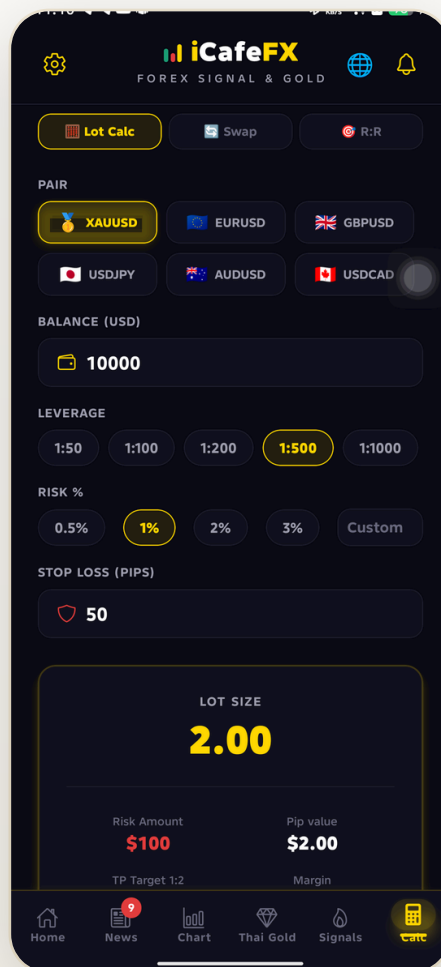 iCafeFX
FOREX SIGNAL & GOLD
Lot Calc
Swap
R:R
PAIR
XAUUSD
EURUSD
GBPUSD
USDJPY
AUDUSD
USDCAD
BALANCE (USD)
10000
LEVERAGE
1:50
1:100
1:200
1:500
1:1000
RISK %
0.5%
1%
2%
3%
Custom
STOP LOSS (PIPS)
50
LOT SIZE
2.00
Risk Amount
Pip value
$100
$2.00
TP Target 1:2
Margin
9
Home
News
Chart
Thai Gold
Signals
Calc